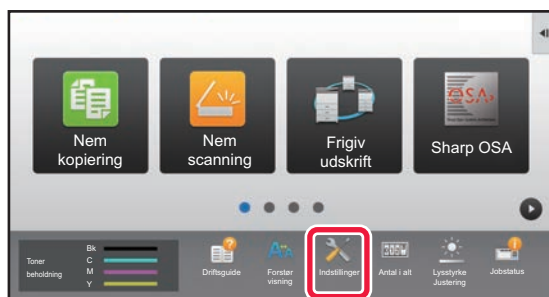 Nem
kopiering
Nem
scanning
Frigiv
udskrift
OSA
Sharp OSA
Toner
beholdning
Bk
C
M
Y
Driftsguide
Forstør
visning
Indstillinger
Antal i alt
Lysstyrke
Justering
Jobstatus